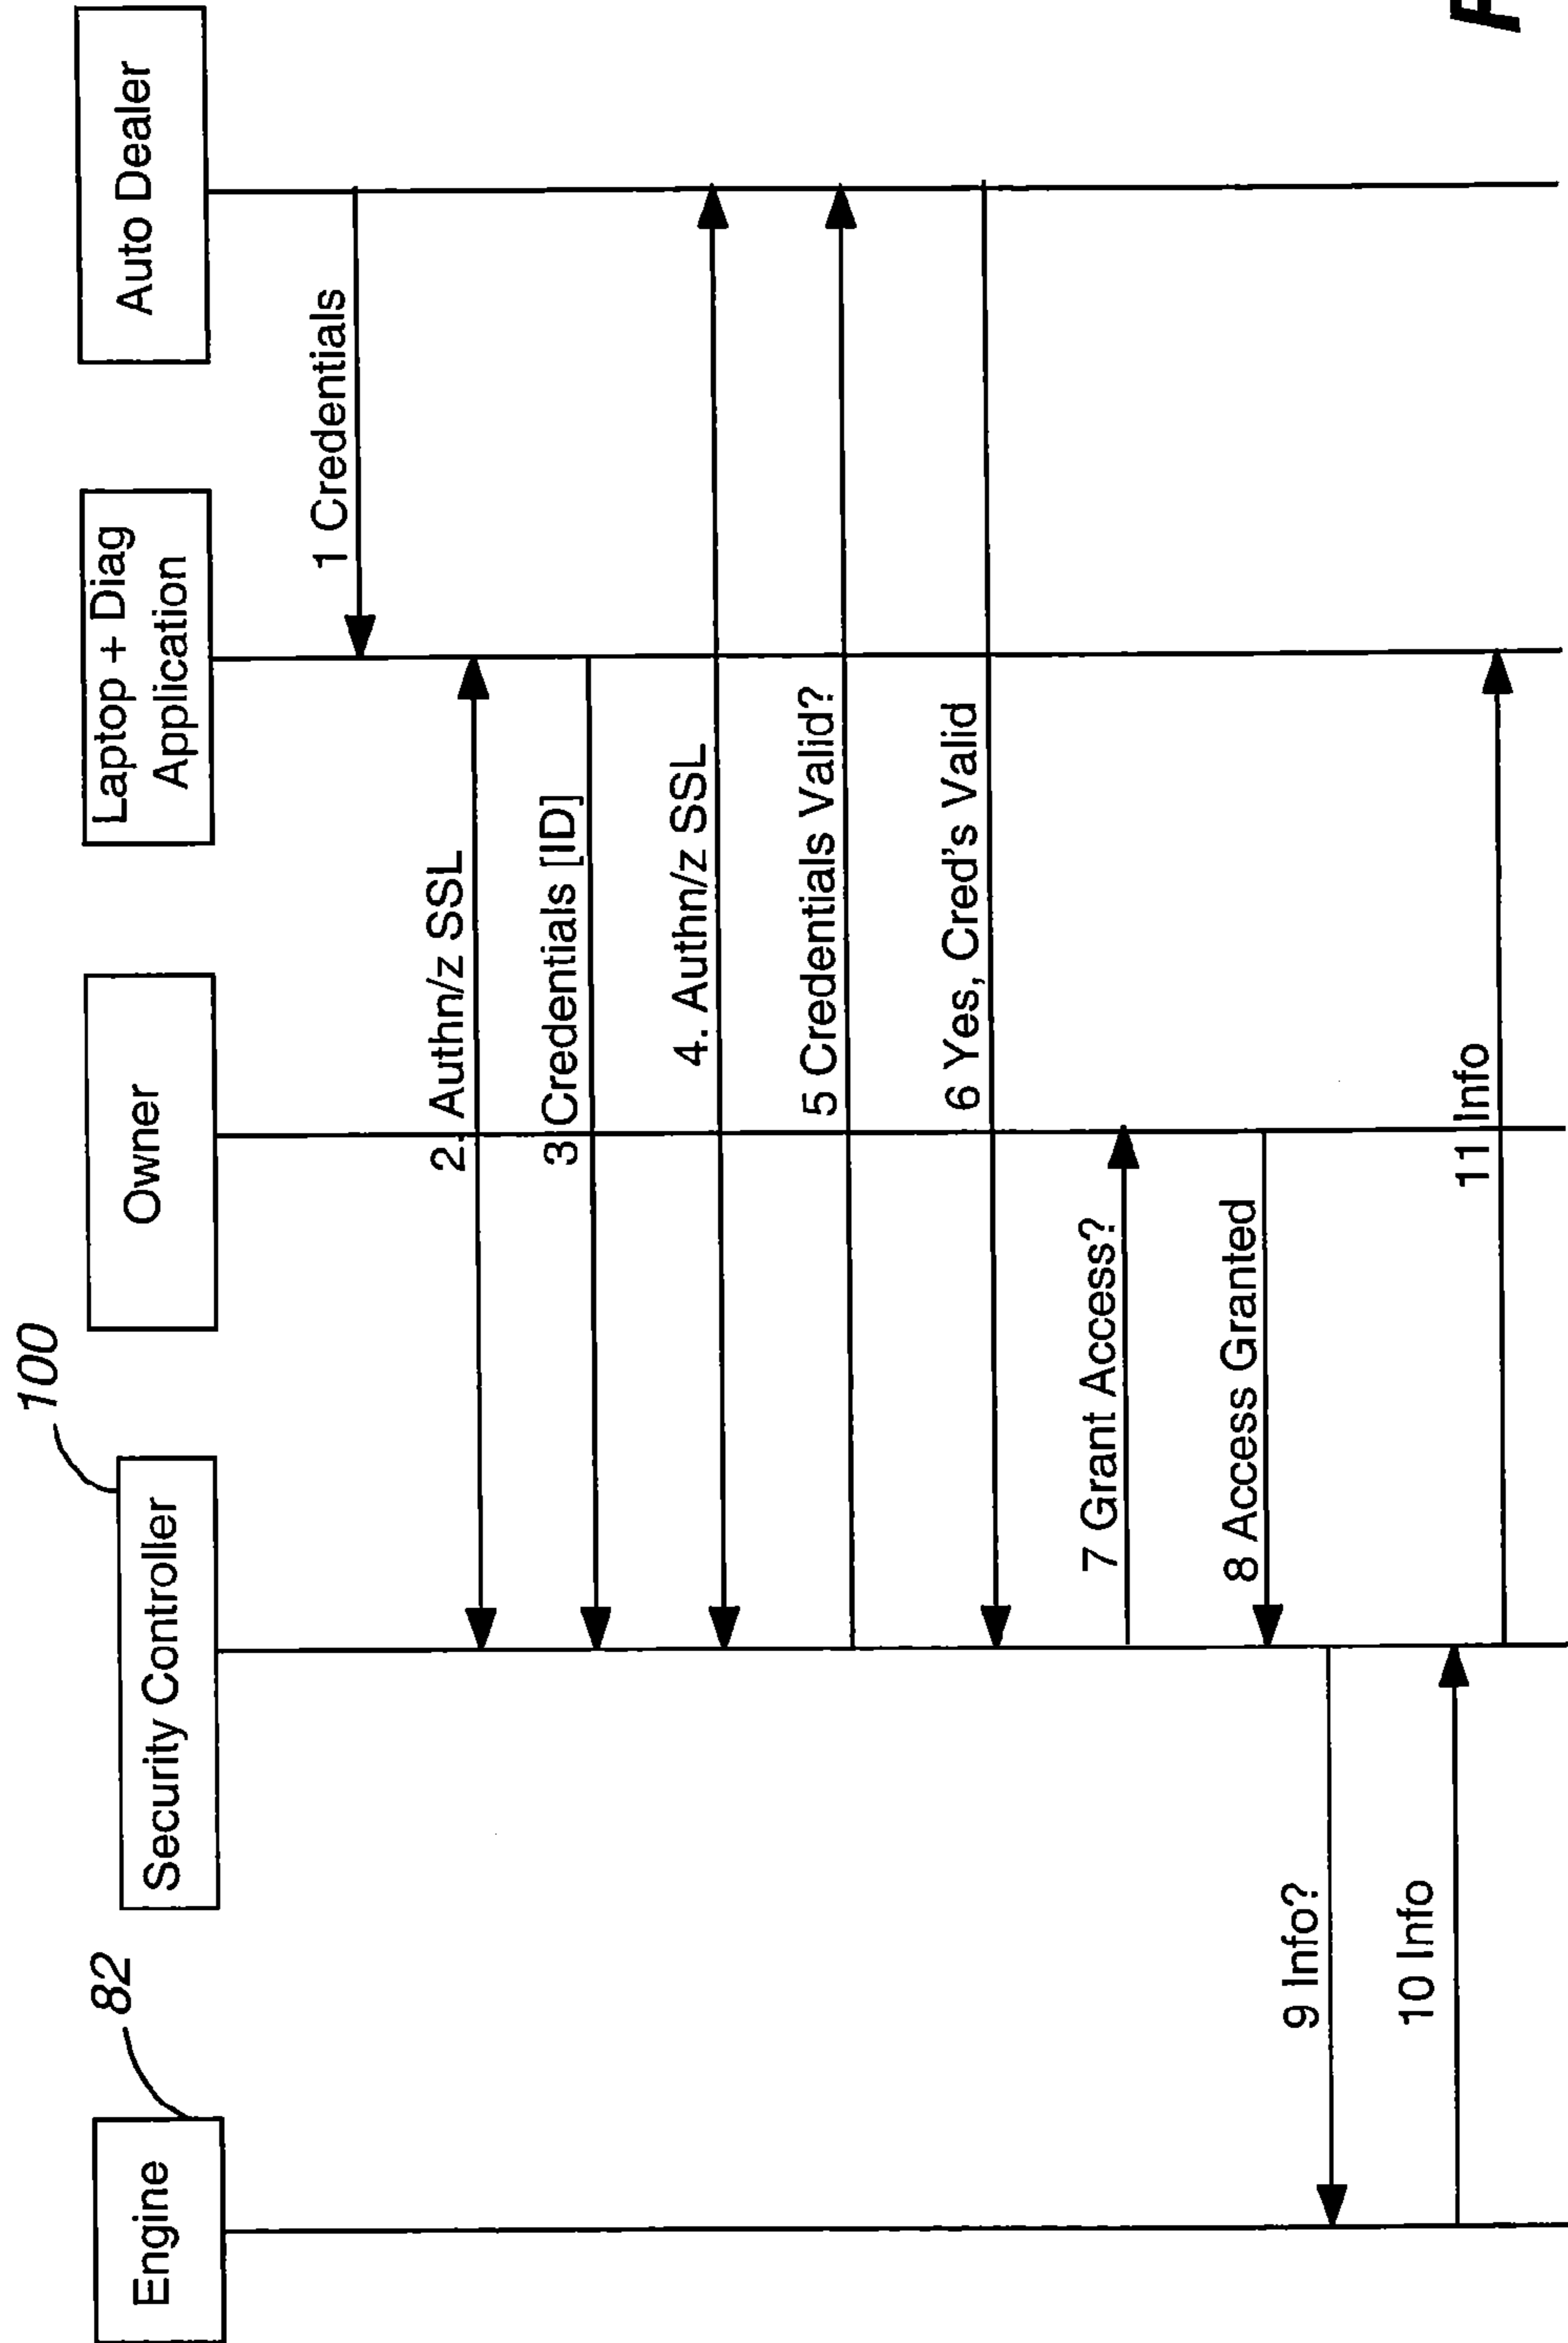 100
82
Engine
Security Controller
Owner
Laptop + Diag
Application
Auto Dealer
1 Credentials
2. Authn/z SSL
3 Credentials [ID]
4. Authn/z SSL
5 Credentials Valid?
6 Yes, Cred's Valid
7 Grant Access?
8 Access Granted
9 Info?
10 Info
11 Info